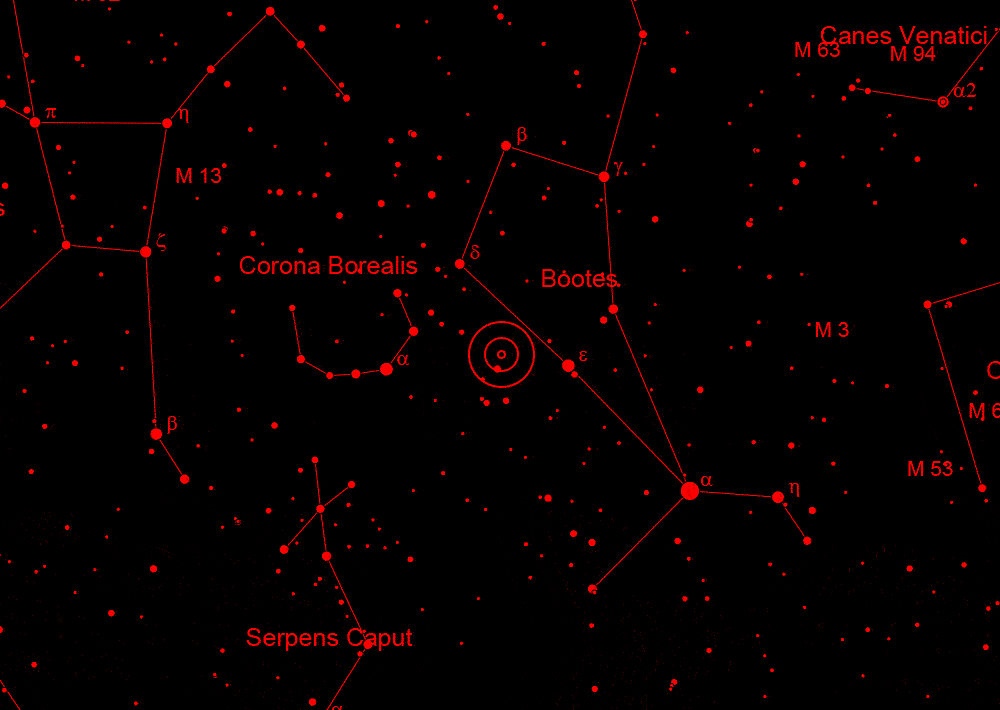 Canes Venatici
M 63
M 94
α2
π
η
β
γ
M 13
ζ
δ
Corona Borealis
Bootes
M 3
ε
α
β
M 53
α
η
Serpens Caput
α